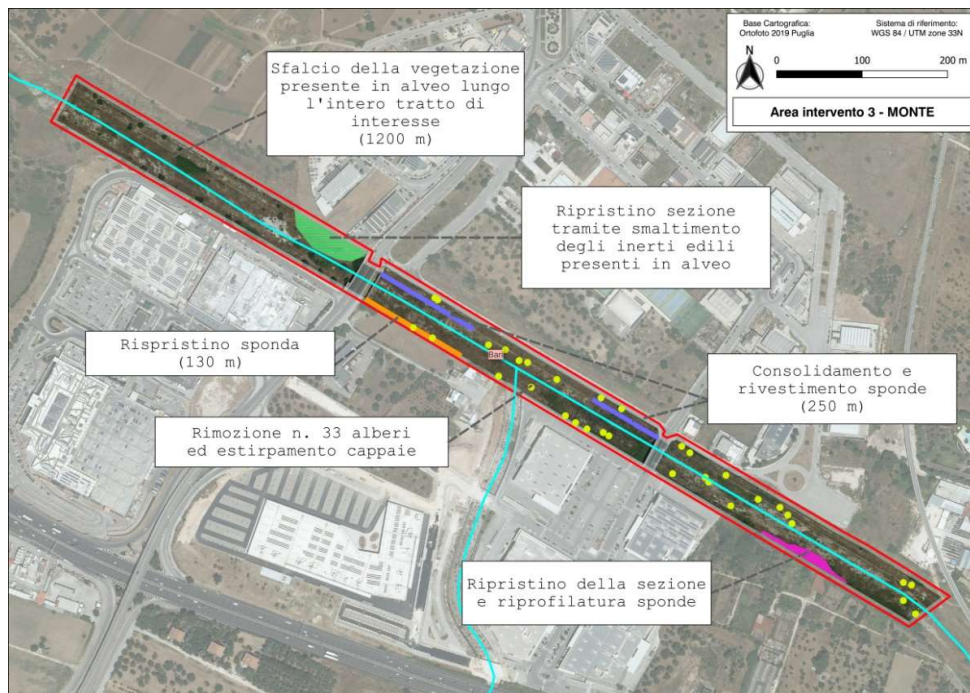 Base Cartografica:
Ortofoto 2019 Puglia
Sistema di riferimento:
WGS 84 / UTM zone 33N
N
0 100 200 m
Area intervento 3 - MONTE
Sfalcio della vegetazione
presente in alveo lungo
l'intero tratto di
interesse
(1200 m)
Ripristino sezione
tramite smaltimento
degli inerti edili
presenti in alveo
Rispristino sponda
(130 m)
Bari
Consolidamento e
rivestimento sponde
(250 m)
Rimozione n. 33 alberi
ed estirpamento cappaie
Ripristino della sezione
e riprofilatura sponde